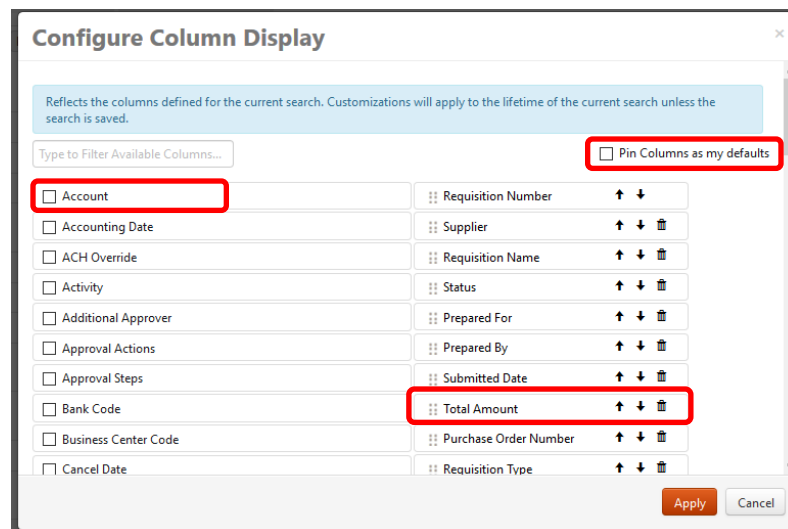 Configure Column Display
×
Reflects the columns defined for the current search. Customizations will apply to the lifetime of the current search unless the
search is saved.
Type to Filter Available Columns...
Pin Columns as my defaults
Account
Requisition Number
Accounting Date
Supplier
ACH Override
Requisition Name
Activity
Status
Additional Approver
Prepared For
Approval Actions
Prepared By
Approval Steps
Submitted Date
Bank Code
Total Amount
Business Center Code
Purchase Order Number
Cancel Date
Requisition Type
Apply
Cancel